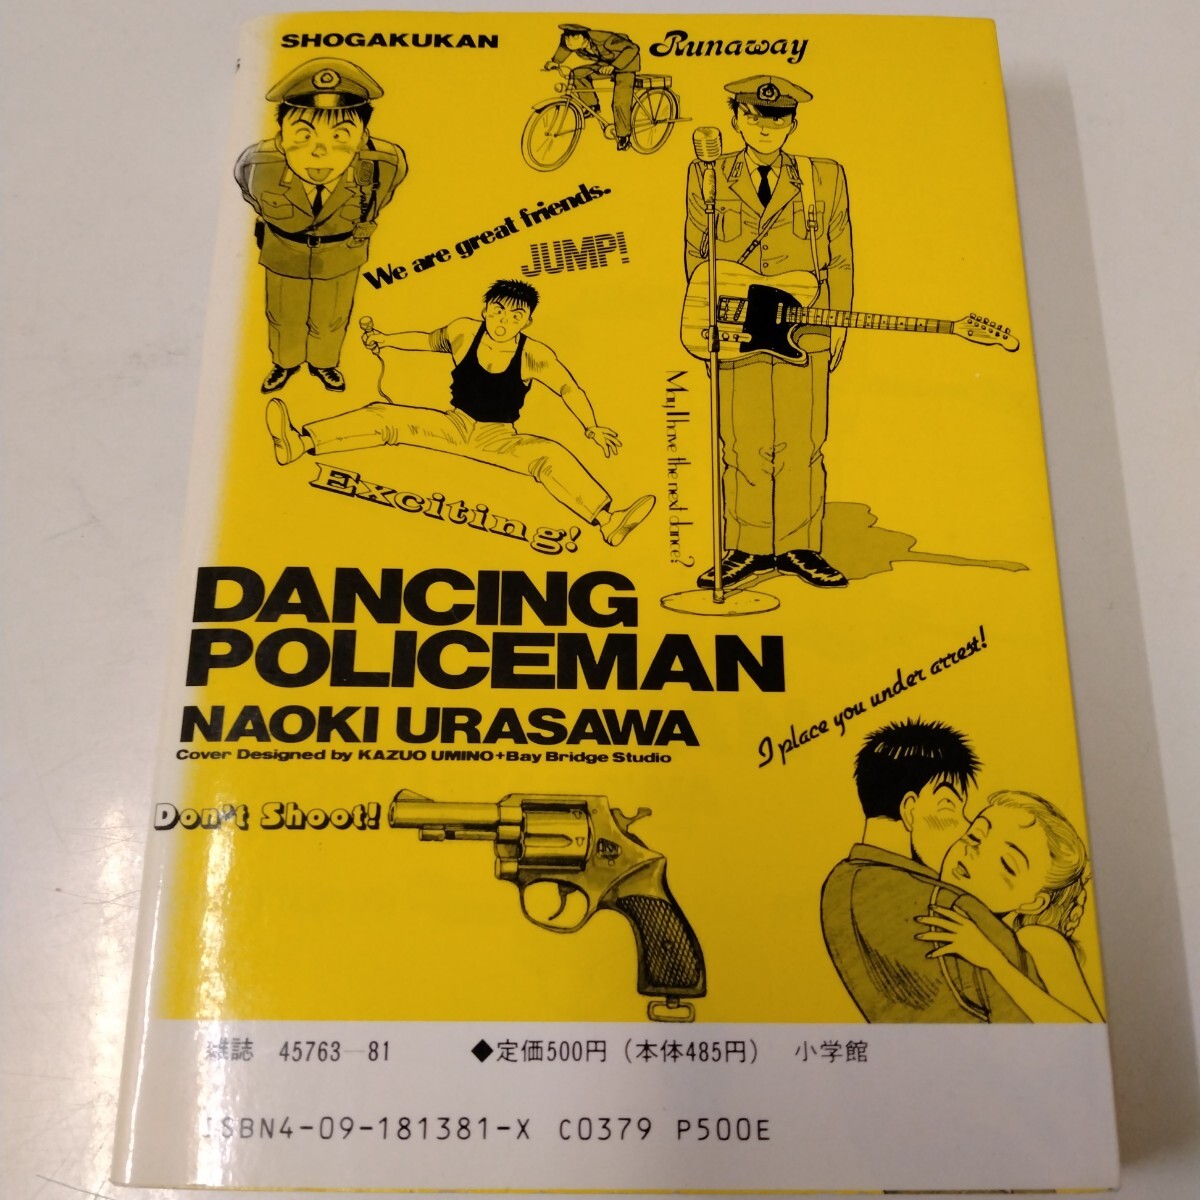 SHOGAKUKAN
Runaway
We are great friends.
JUMP!
May I have the next dance?
Exciting!
DANCING
POLICEMAN
NAOKI URASAWA
Cover Designed by KAZUO UMINO+Bay Bridge Studio
I place you under arrest!
Don't Shoot!
雑誌 45763-81 ◆定価500円(本体485円) 小学館
ISBN4-09-181381-X C0379 P500E